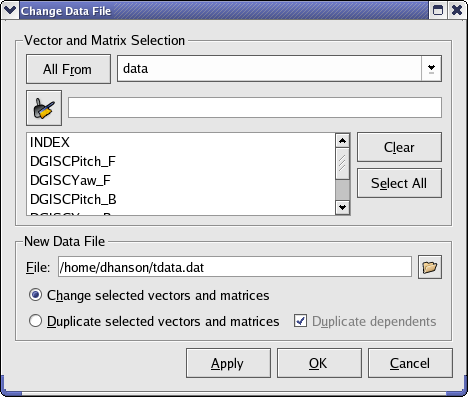 Change Data File
Vector and Matrix Selection
All From
data
INDEX
DGISCPitch_F
DGISCYaw_F
DGISCPitch_B
DGISCYaw_B
Clear
Select All
New Data File
File:
/home/dhanson/tdata.dat
Change selected vectors and matrices
Duplicate selected vectors and matrices
Duplicate dependents
Apply
OK
Cancel